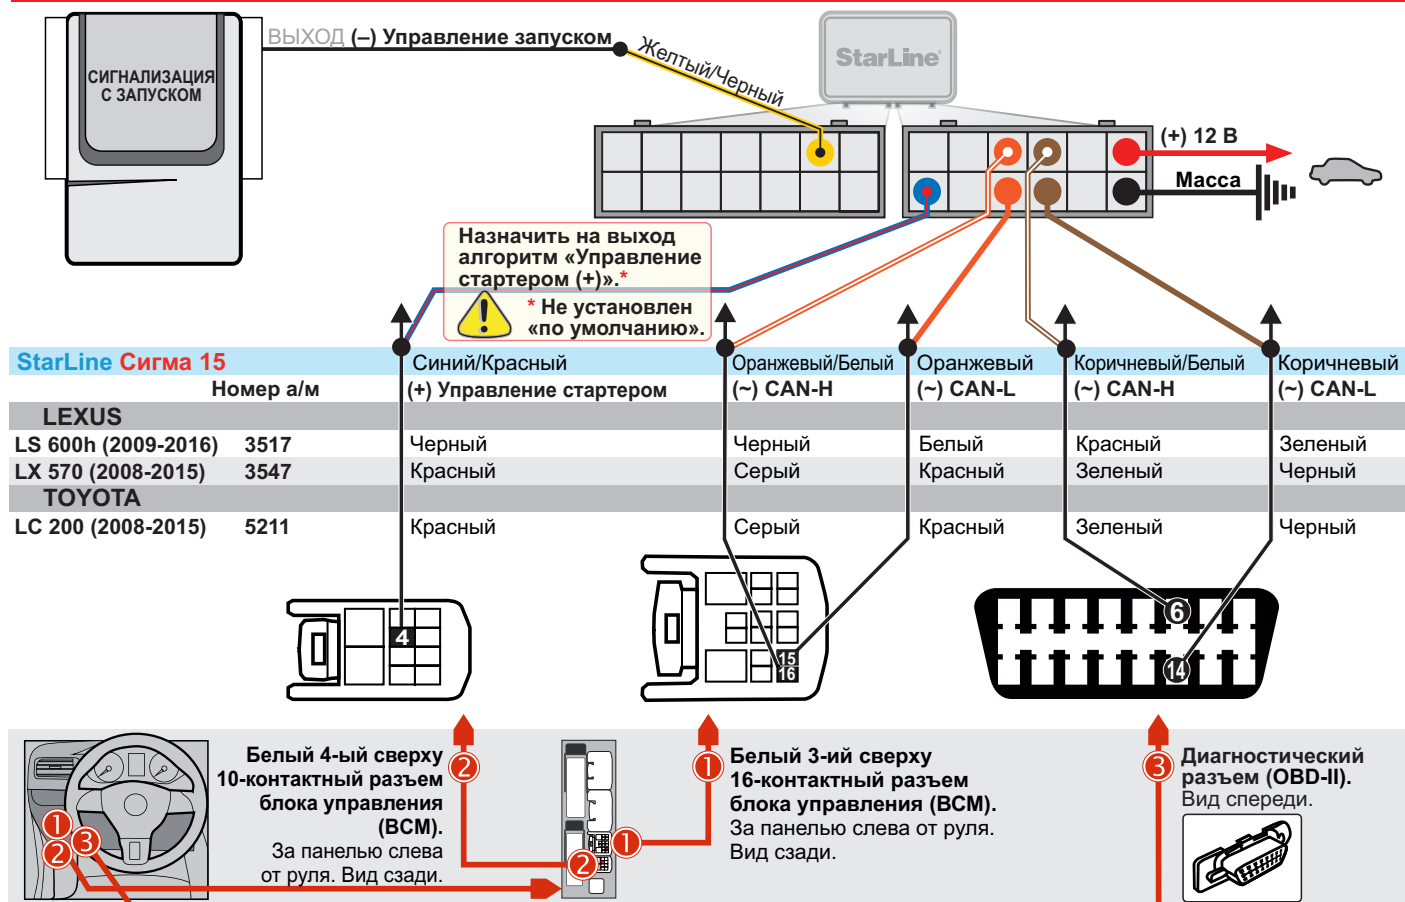 ВЫХОД (–) Управление запуском
Желтый/Черный
StarLine
СИГНАЛИЗАЦИЯ
С ЗАПУСКОМ
(+) 12 В
Масса
Назначить на выход
алгоритм «Управление
стартером (+)».*
* Не установлен
«по умолчанию».
StarLine Сигма 15 Синий/Красный Оранжевый/Белый Оранжевый Коричневый/Белый Коричневый
Номер а/м (+) Управление стартером (~) CAN-H (~) CAN-L (~) CAN-H (~) CAN-L
LEXUS
LS 600h (2009-2016) 3517 Черный Черный Белый Красный Зеленый
LX 570 (2008-2015) 3547 Красный Серый Красный Зеленый Черный
TOYOTA
LC 200 (2008-2015) 5211 Красный Серый Красный Зеленый Черный
4
15
16
6
14
1
2
3
Белый 4-ый сверху
10-контактный разъем
блока управления
(BCM).
За панелью слева
от руля. Вид сзади.
2
1
2
1
Белый 3-ий сверху
16-контактный разъем
блока управления (BCM).
За панелью слева от руля.
Вид сзади.
3
Диагностический
разъем (OBD-II).
Вид спереди.